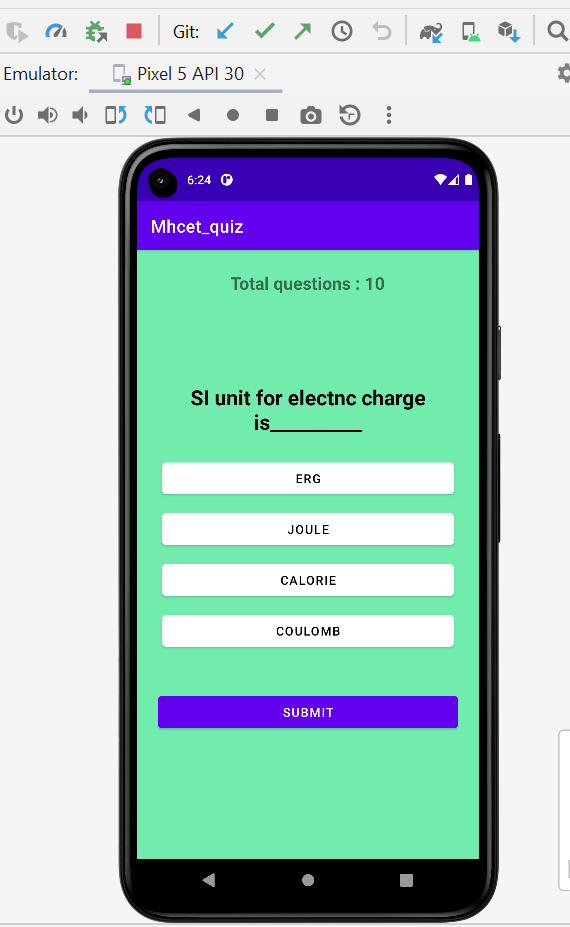 Git:
Emulator: Pixel 5 API 30
6:24
Mhcet_quiz
Total questions : 10
SI unit for electnc charge
is_________
ERG
JOULE
CALORIE
COULOMB
SUBMIT